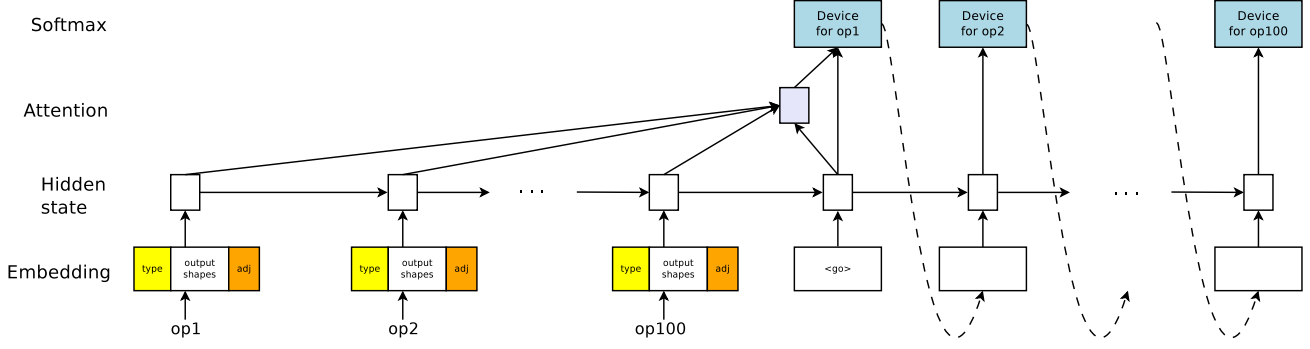 Softmax
Device
for op1
Device
for op2
Device
for op100
Attention
Hidden
state
. . .
. . .
Embedding
type
output
shapes
adj
type
output
shapes
adj
type
output
shapes
adj
<go>
op1
op2
op100